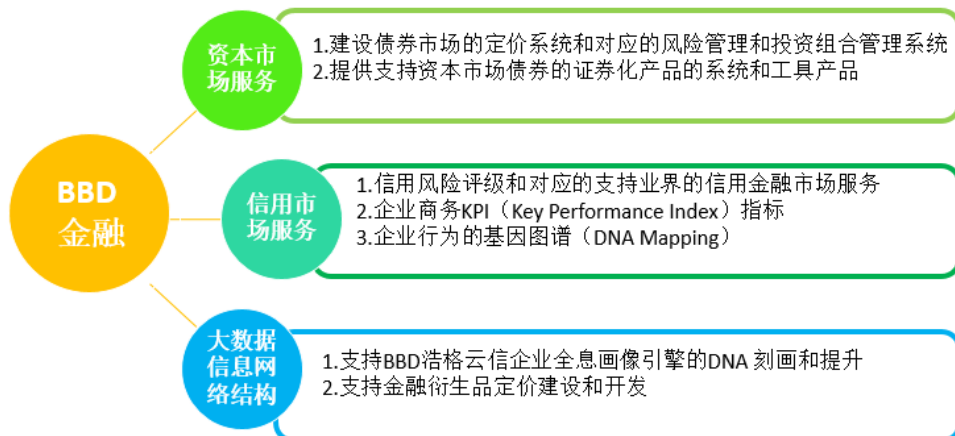 资本市
场服务
1.建设债券市场的定价系统和对应的风险管理和投资组合管理系统
2.提供支持资本市场债券的证券化产品的系统和工具产品
BBD
金融
信用市
场服务
1.信用风险评级和对应的支持业界的信用金融市场服务
2.企业商务KPI（Key Performance Index）指标
3.企业行为的基因图谱（DNA Mapping）
大数据
信息网
络结构
1.支持BBD浩格云信企业全息画像引擎的DNA 刻画和提升
2.支持金融衍生品定价建设和开发